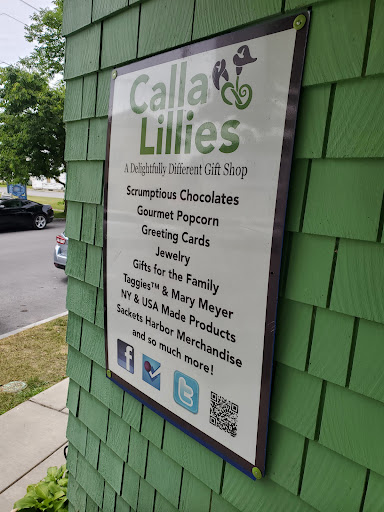 Calla
Lillies
A Delightfully Different Gift Shop
Scrumptious Chocolates
Gourmet Popcorn
Greeting Cards
Jewelry
Gifts for the Family
Taggies™ & Mary Meyer
NY & USA Made Products
Sackets Harbor Merchandise
and so much more!
f
t